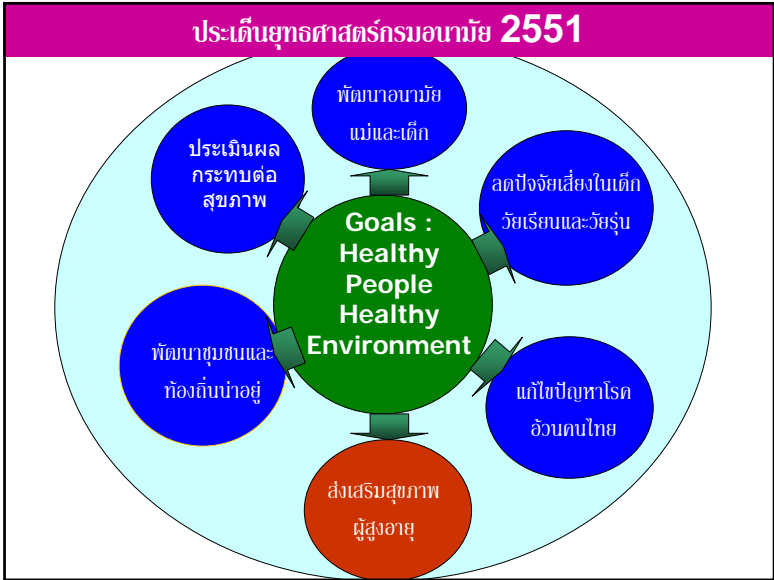 ประเด็นยุทธศาสตร์กรมอนามัย 2551
พัฒนาอนามัย
แม่และเด็ก
ประเมินผล
กระทบต่อ
สุขภาพ
ลดปัจจัยเสี่ยงในเด็ก
วัยเรียนและวัยรุ่น
Goals :
Healthy
People
Healthy
Environment
พัฒนาชุมชนและ
ท้องถิ่นน่าอยู่
แก้ไขปัญหาโรค
อ้วนคนไทย
ส่งเสริมสุขภาพ
ผู้สูงอายุ